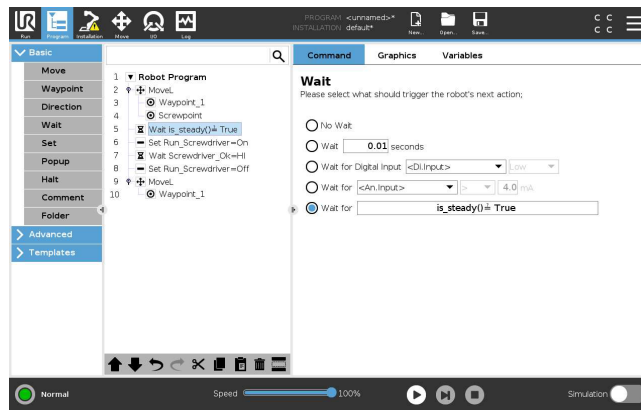 UR
PROGRAM <unnamed>*
INSTALLATION default*
Run Program Installation Move I/O Log New... Open... Save...
C C
C C
Basic
Move
Waypoint
Direction
Wait
Set
Popup
Halt
Comment
Folder
Advanced
Templates
1 Robot Program
2 MoveL
3 Waypoint_1
4 Screwpoint
5 Wait is_steady()≟ True
6 Set Run_Screwdriver=On
7 Wait Screwdriver_Ok=HI
8 Set Run_Screwdriver=Off
9 MoveL
10 Waypoint_1
Command Graphics Variables
Wait
Please select what should trigger the robot's next action;
No Wait
Wait 0.01 seconds
Wait for Digital Input <Di.Input> Low
Wait for <An.Input> > 4.0 mA
Wait for is_steady()≟ True
Normal Speed 100% Simulation